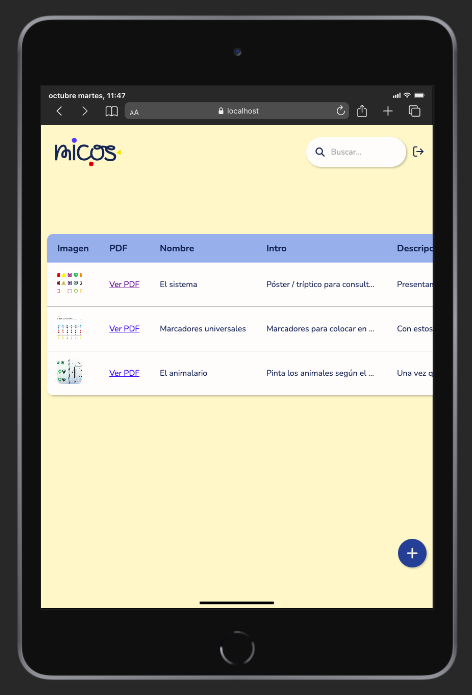 octubre martes, 11:47
AA localhost
micos
Buscar...
Imagen PDF Nombre Intro Descripc
Ver PDF El sistema Póster / tríptico para consult... Presentan
Ver PDF Marcadores universales Marcadores para colocar en ... Con estos
Ver PDF El animalario Pinta los animales según el ... Una vez q